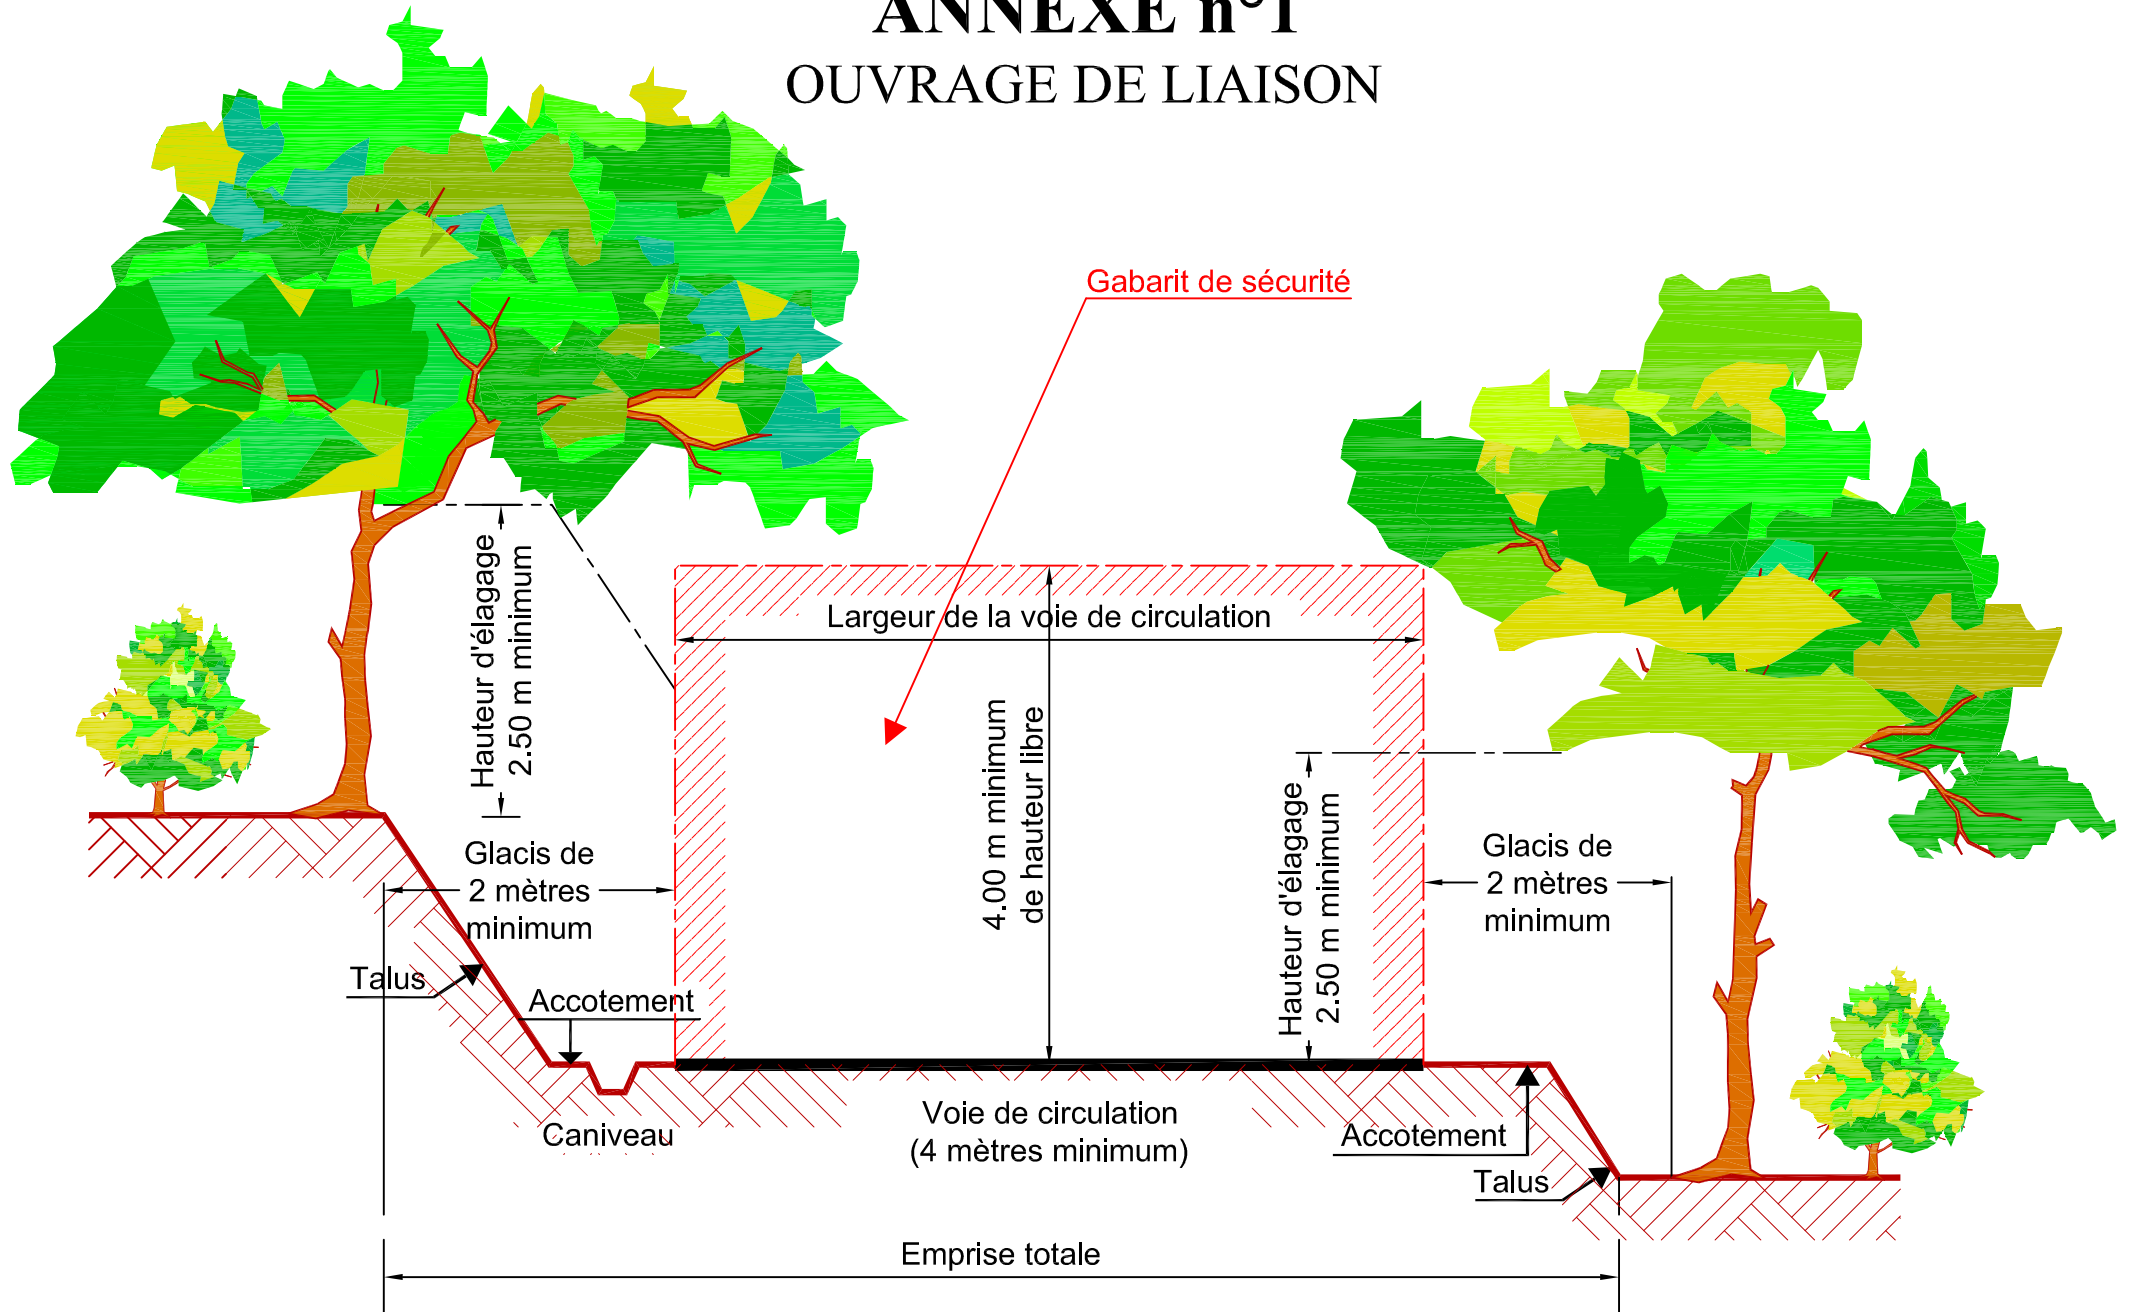 ANNEXE n°1
OUVRAGE DE LIAISON
Gabarit de sécurité
Largeur de la voie de circulation
Hauteur d'élagage
2.50 m minimum
4.00 m minimum
de hauteur libre
Hauteur d'élagage
2.50 m minimum
Glacis de
2 mètres
minimum
Glacis de
2 mètres
minimum
Talus
Accotement
Caniveau
Voie de circulation
(4 mètres minimum)
Accotement
Talus
Emprise totale